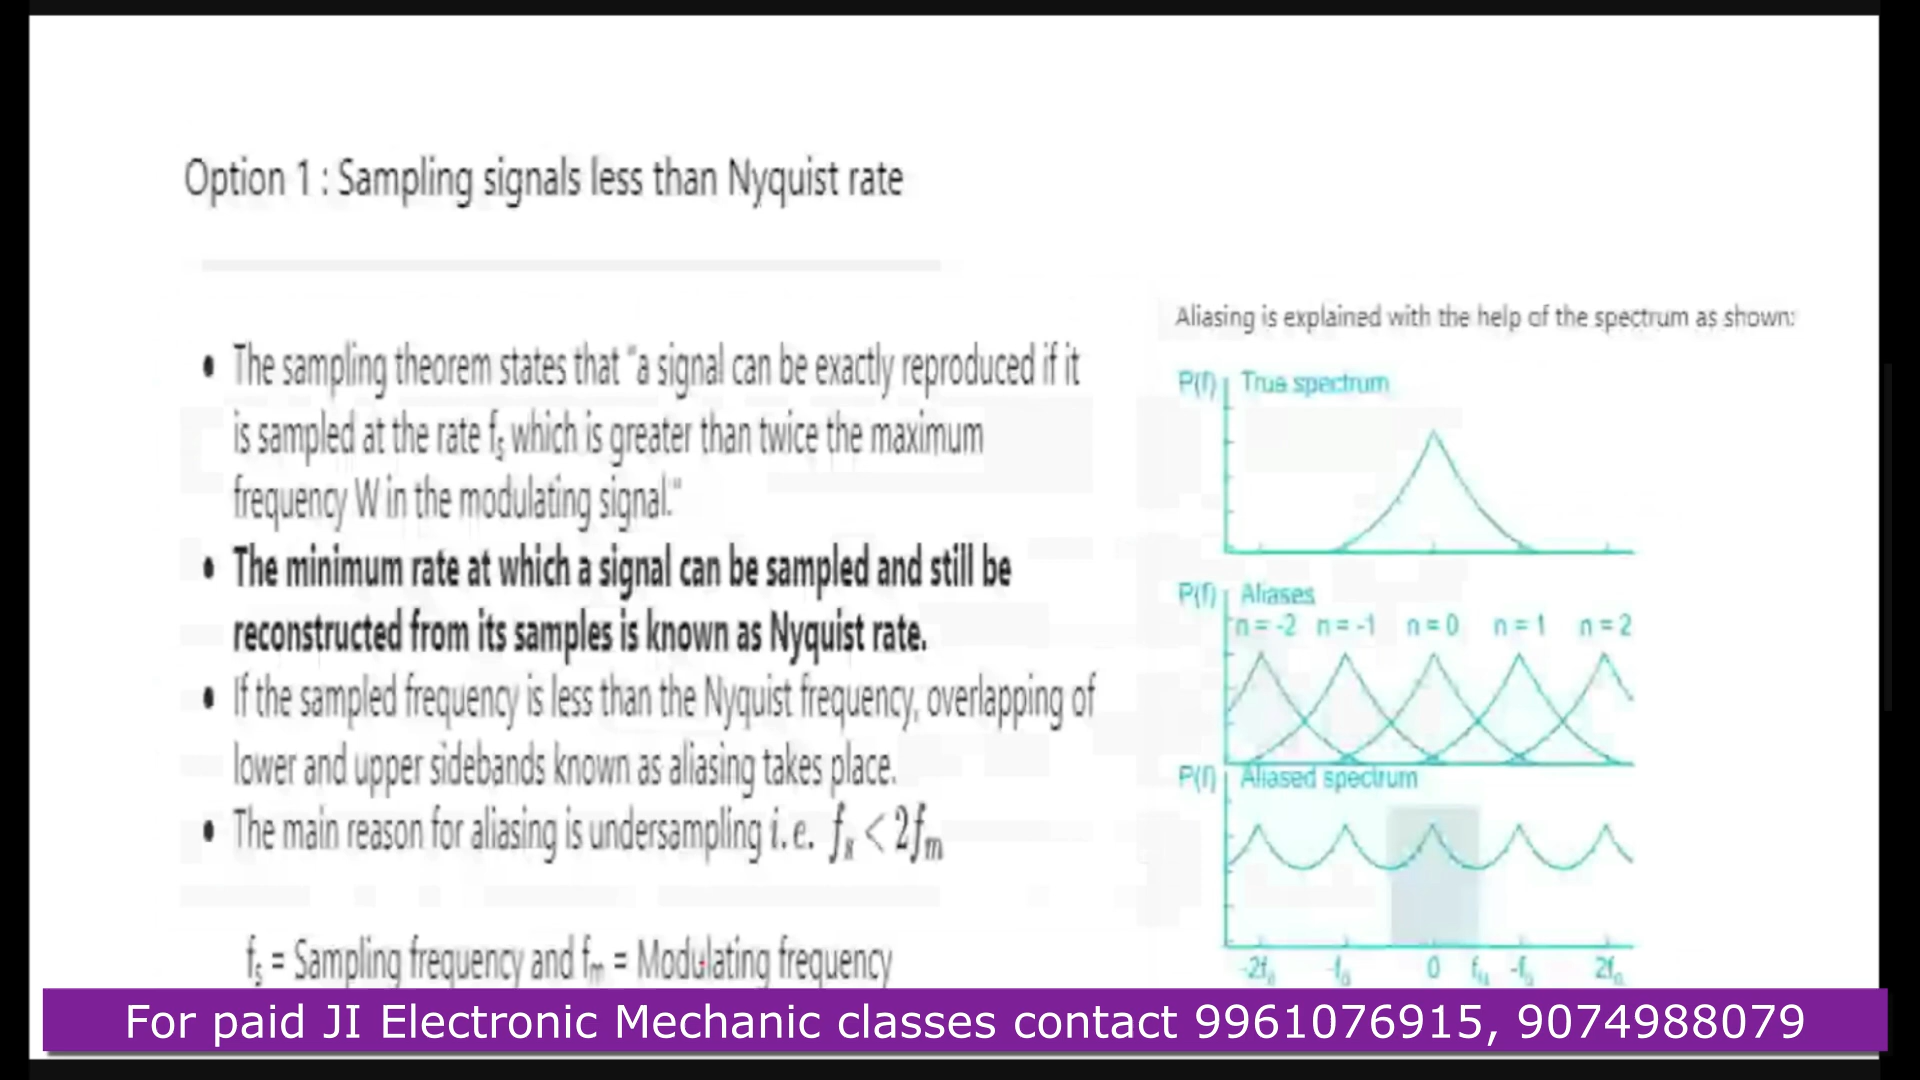 Option 1 : Sampling signals less than Nyquist rate
• The sampling theorem states that "a signal can be exactly reproduced if it
is sampled at the rate fs which is greater than twice the maximum
frequency W in the modulating signal."
• The minimum rate at which a signal can be sampled and still be
reconstructed from its samples is known as Nyquist rate.
• If the sampled frequency is less than the Nyquist frequency, overlapping of
lower and upper sidebands known as aliasing takes place.
• The main reason for aliasing is undersampling i.e. fs < 2fm
fs = Sampling frequency and fm = Modulating frequency
Aliasing is explained with the help of the spectrum as shown:
P(f) True spectrum
P(f) Aliases
n = -2 n = -1 n = 0 n = 1 n = 2
P(f) Aliased spectrum
0
For paid JI Electronic Mechanic classes contact 9961076915, 9074988079